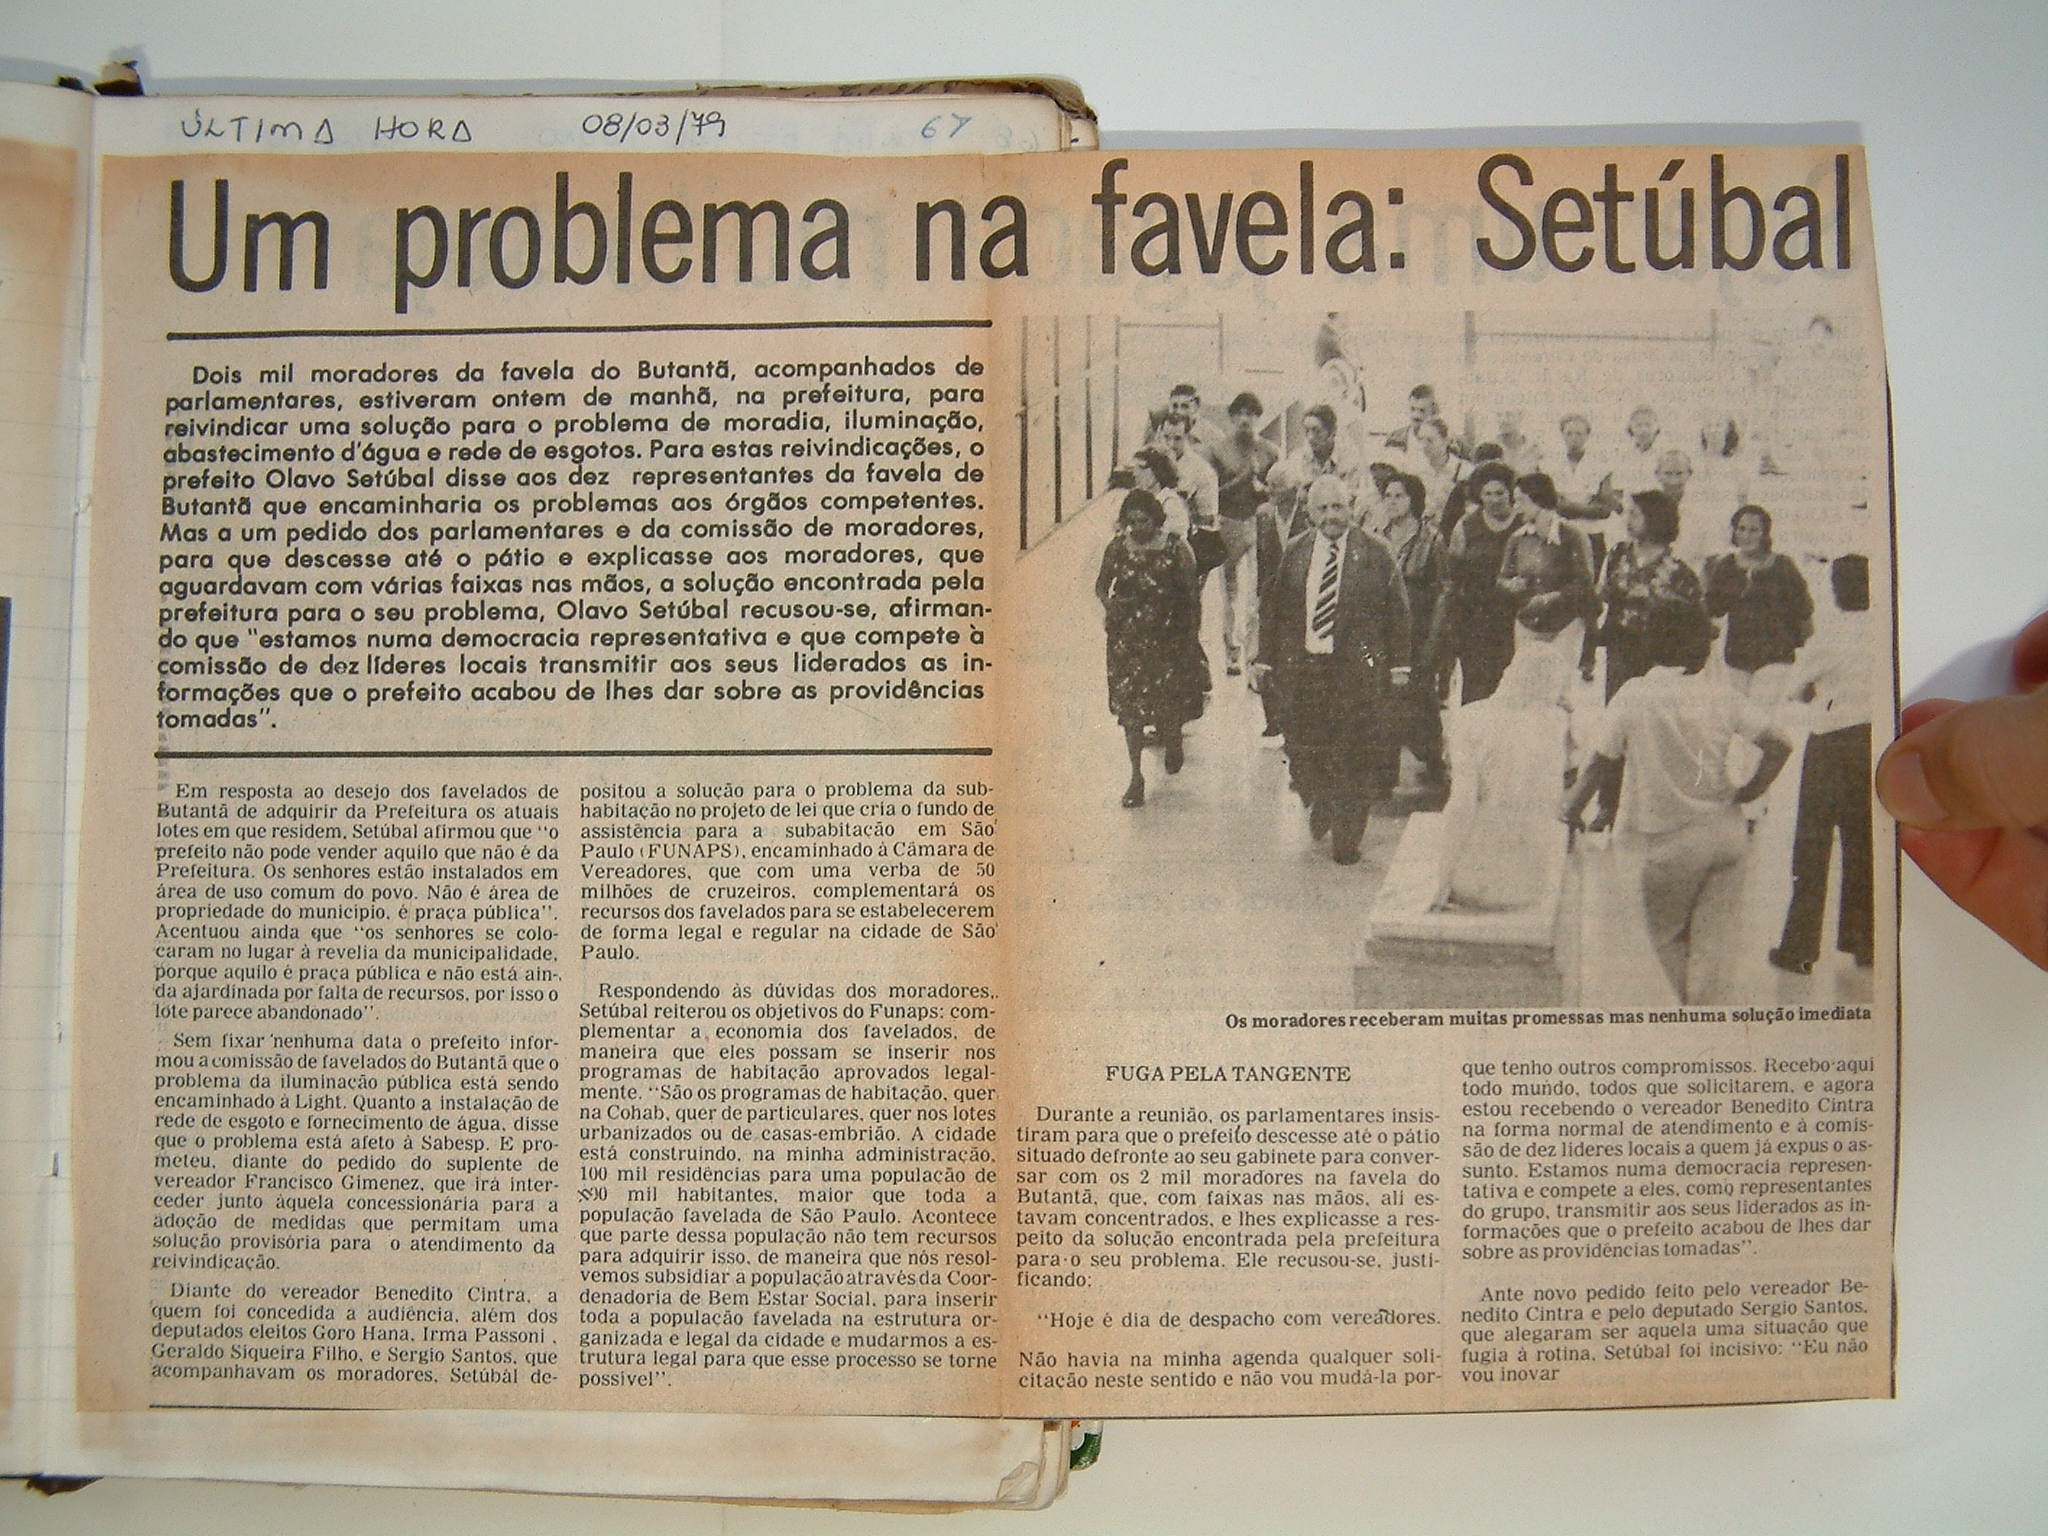 ÚLTIMA HORA 08/03/79 67
Um problema na favela: Setúbal
Dois mil moradores da favela do Butantã, acompanhados de
parlamentares, estiveram ontem de manhã, na prefeitura, para
reivindicar uma solução para o problema de moradia, iluminação,
abastecimento d'água e rede de esgotos. Para estas reivindicações, o
prefeito Olavo Setúbal disse aos dez representantes da favela de
Butantã que encaminharia os problemas aos órgãos competentes.
Mas a um pedido dos parlamentares e da comissão de moradores,
para que descesse até o pátio e explicasse aos moradores, que
aguardavam com várias faixas nas mãos, a solução encontrada pela
prefeitura para o seu problema, Olavo Setúbal recusou-se, afirman-
do que "estamos numa democracia representativa e que compete à
comissão de dez líderes locais transmitir aos seus liderados as in-
formações que o prefeito acabou de lhes dar sobre as providências
tomadas".
Em resposta ao desejo dos favelados de
Butantã de adquirir da Prefeitura os atuais
lotes em que residem, Setúbal afirmou que "o
prefeito não pode vender aquilo que não é da
Prefeitura. Os senhores estão instalados em
área de uso comum do povo. Não é área de
propriedade do município, é praça pública".
Acentuou ainda que "os senhores se colo-
caram no lugar à revelia da municipalidade,
porque aquilo é praça pública e não está ain-
da ajardinada por falta de recursos, por isso o
lote parece abandonado".
Sem fixar nenhuma data o prefeito infor-
mou a comissão de favelados do Butantã que o
problema da iluminação pública está sendo
encaminhado à Light. Quanto a instalação de
rede de esgoto e fornecimento de água, disse
que o problema está afeto à Sabesp. E pro-
meteu, diante do pedido do suplente de
vereador Francisco Gimenez, que irá inter-
ceder junto àquela concessionária para a
adoção de medidas que permitam uma
solução provisória para o atendimento da
reivindicação.
Diante do vereador Benedito Cintra, a
quem foi concedida a audiência, além dos
deputados eleitos Goro Hana, Irma Passoni,
Geraldo Siqueira Filho, e Sergio Santos, que
acompanhavam os moradores, Setúbal de-
positou a solução para o problema da sub-
habitação no projeto de lei que cria o fundo de
assistência para a subabitação em São
Paulo (FUNAPS), encaminhado à Câmara de
Vereadores, que com uma verba de 50
milhões de cruzeiros, complementará os
recursos dos favelados para se estabelecerem
de forma legal e regular na cidade de São
Paulo.
Respondendo às dúvidas dos moradores,
Setúbal reiterou os objetivos do Funaps: com-
plementar a economia dos favelados, de
maneira que eles possam se inserir nos
programas de habitação aprovados legal-
mente. "São os programas de habitação, quer
na Cohab, quer de particulares, quer nos lotes
urbanizados ou de casas-embrião. A cidade
está construindo, na minha administração,
100 mil residências para uma população de
mil habitantes, maior que toda a
população favelada de São Paulo. Acontece
que parte dessa população não tem recursos
para adquirir isso, de maneira que nós resol-
vemos subsidiar a população através da Coor-
denadoria de Bem Estar Social, para inserir
toda a população favelada na estrutura or-
ganizada e legal da cidade e mudarmos a es-
trutura legal para que esse processo se torne
possível".
Os moradores receberam muitas promessas mas nenhuma solução imediata
FUGA PELA TANGENTE
Durante a reunião, os parlamentares insis-
tiram para que o prefeito descesse até o pátio
situado defronte ao seu gabinete para conver-
sar com os 2 mil moradores na favela do
Butantã, que, com faixas nas mãos, ali es-
tavam concentrados, e lhes explicasse a res-
peito da solução encontrada pela prefeitura
para o seu problema. Ele recusou-se, justi-
ficando:
"Hoje é dia de despacho com vereadores.
Não havia na minha agenda qualquer soli-
citação neste sentido e não vou mudá-la por-
que tenho outros compromissos. Recebo aqui
todo mundo, todos que solicitarem, e agora
estou recebendo o vereador Benedito Cintra
na forma normal de atendimento e à comis-
são de dez líderes locais a quem já expus o as-
sunto. Estamos numa democracia represen-
tativa e compete a eles, como representantes
do grupo, transmitir aos seus liderados as in-
formações que o prefeito acabou de lhes dar
sobre as providências tomadas".
Ante novo pedido feito pelo vereador Be-
nedito Cintra e pelo deputado Sergio Santos,
que alegaram ser aquela uma situação que
fugia à rotina, Setúbal foi incisivo: "Eu não
vou inovar